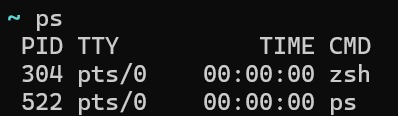 ~ ps
 PID TTY          TIME CMD
 304 pts/0    00:00:00 zsh
 522 pts/0    00:00:00 ps